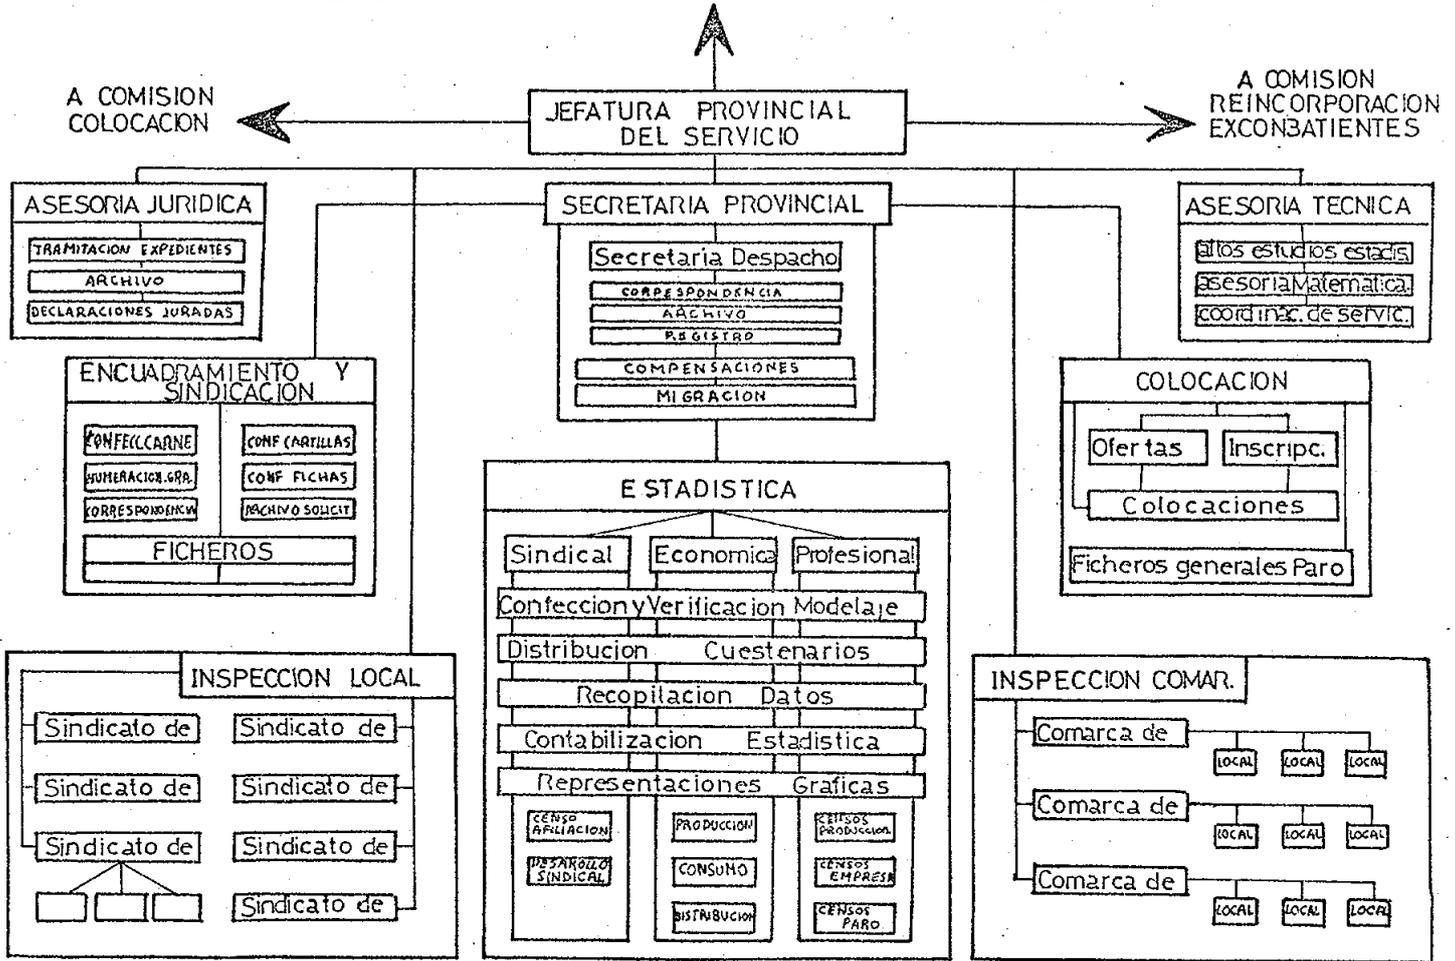 A COMISION
COLOCACION
JEFATURA PROVINCIAL
DEL SERVICIO
A COMISION
REINCORPORACION
EXCONBATIENTES
ASESORIA JURIDICA
TRAMITACION EXPEDIENTES
ARCHIVO
DECLARACIONES JURADAS
SECRETARIA PROVINCIAL
Secretaria Despacho
CORRESPONDENCIA
ARCHIVO
REGISTRO
COMPENSACIONES
MIGRACION
ASESORIA TECNICA
altos estudios estadis.
asesoria Matematica.
coordinac. de servic.
ENCUADRAMIENTO Y
SINDICACION
CONFECC.CARNE
CONF CARTILLAS
NUMERACION.GRA.
CONF FICHAS
CORRESPONDENCIA
ARCHIVO SOLICIT
FICHEROS
COLOCACION
Ofertas
Inscripc.
Colocaciones
Ficheros generales Paro
ESTADISTICA
Sindical
Economica
Profesional
Confeccion y Verificacion Modelaje
Distribucion Cuestenarios
Recopilacion Datos
Contabilizacion Estadistica
Representaciones Graficas
CENSO
AFILIACION
DESAROLLO
SINDICAL
PRODUCCION
CONSUMO
DISTRIBUCION
CENSOS
PRODUCCION
CENSOS
EMPRESA
CENSOS
PARO
INSPECCION LOCAL
Sindicato de
Sindicato de
Sindicato de
Sindicato de
Sindicato de
Sindicato de
Sindicato de
INSPECCION COMAR.
Comarca de
LOCAL LOCAL LOCAL
Comarca de
LOCAL LOCAL LOCAL
Comarca de
LOCAL LOCAL LOCAL